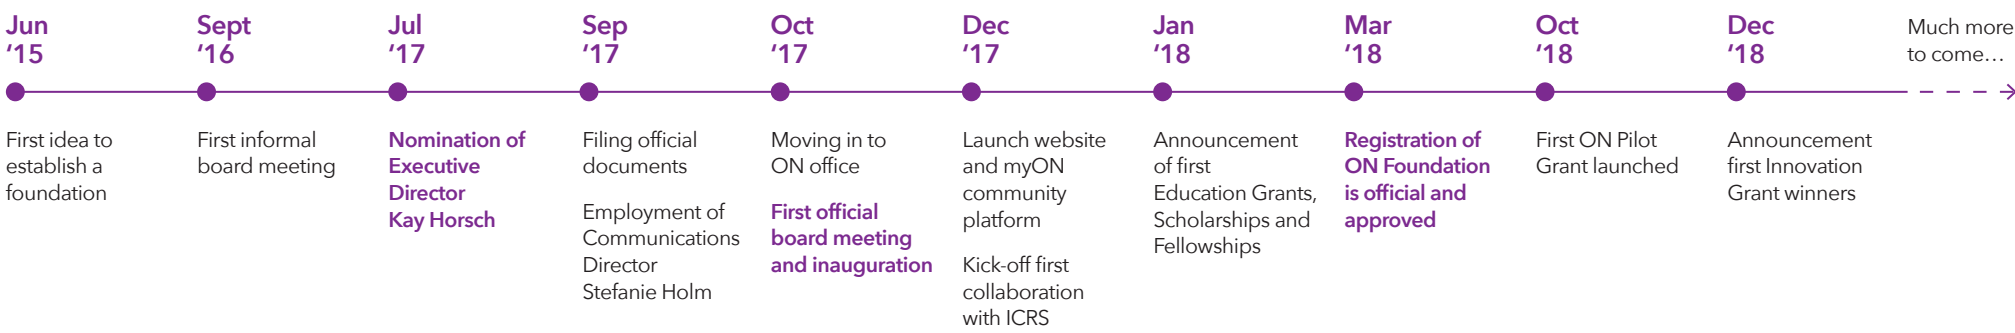 Jun
‘15
First idea to
establish a
foundation
Sept
‘16
First informal
board meeting
Jul
‘17
Nomination of
Executive
Director
Kay Horsch
Sep
‘17
Filing official
documents
Employment of
Communications
Director
Stefanie Holm
Oct
‘17
Moving in to
ON office
First official
board meeting
and inauguration
Dec
‘17
Launch website
and myON
community
platform
Kick-off first
collaboration
with ICRS
Jan
‘18
Announcement
of first
Education Grants,
Scholarships and
Fellowships
Mar
‘18
Registration of
ON Foundation
is official and
approved
Oct
‘18
First ON Pilot
Grant launched
Dec
‘18
Announcement
first Innovation
Grant winners
Much more
to come…